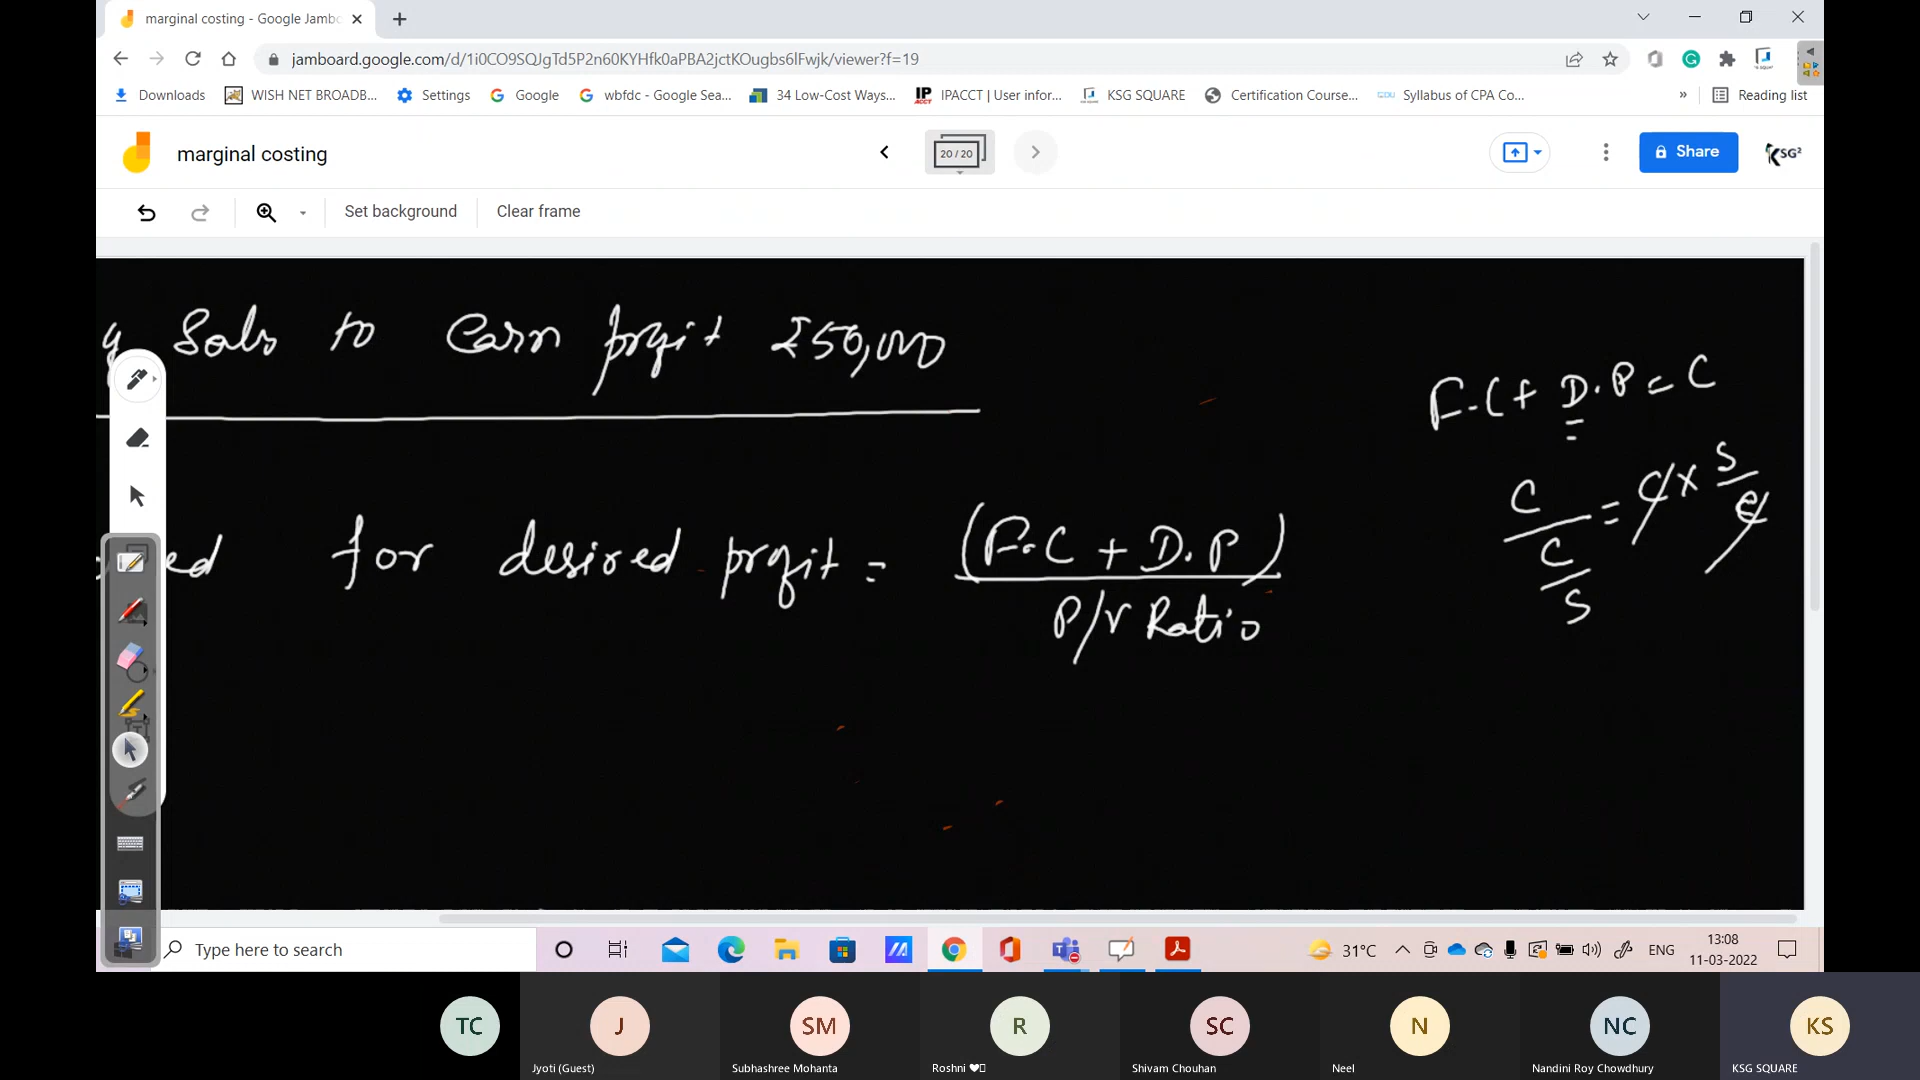 marginal costing - Google Jambo
jamboard.google.com/d/1i0CO9SQJgTd5P2n60KYHfk0aPBA2jctKOugbs6lFwjk/viewer?f=19
Downloads WISH NET BROADB... Settings Google wbfdc - Google Sea... 34 Low-Cost Ways... IPACCT | User infor... KSG SQUARE Certification Course... Syllabus of CPA Co... » Reading list
marginal costing
20 / 20
Share
KSG²
Set background
Clear frame
y Sales to Earn profit ₹50,000
F.C + D.P = C
C / C/S = C × S/C
ed for desired profit = (F.C + D.P) / P/V Ratio
Type here to search
31°C
ENG
13:08
11-03-2022
TC J SM R SC N NC KS
Jyoti (Guest) Subhashree Mohanta Roshni ❤ Shivam Chouhan Neel Nandini Roy Chowdhury KSG SQUARE